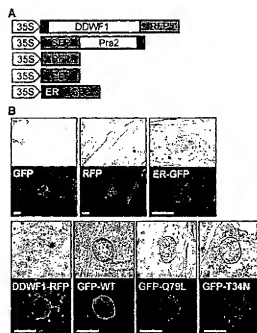 A
35S DDWF1 RFP
35S Pra2
35S
35S
35S ER
B
GFP RFP ER-GFP
DDWF1-RFP GFP-WT GFP-Q79L GFP-T34N